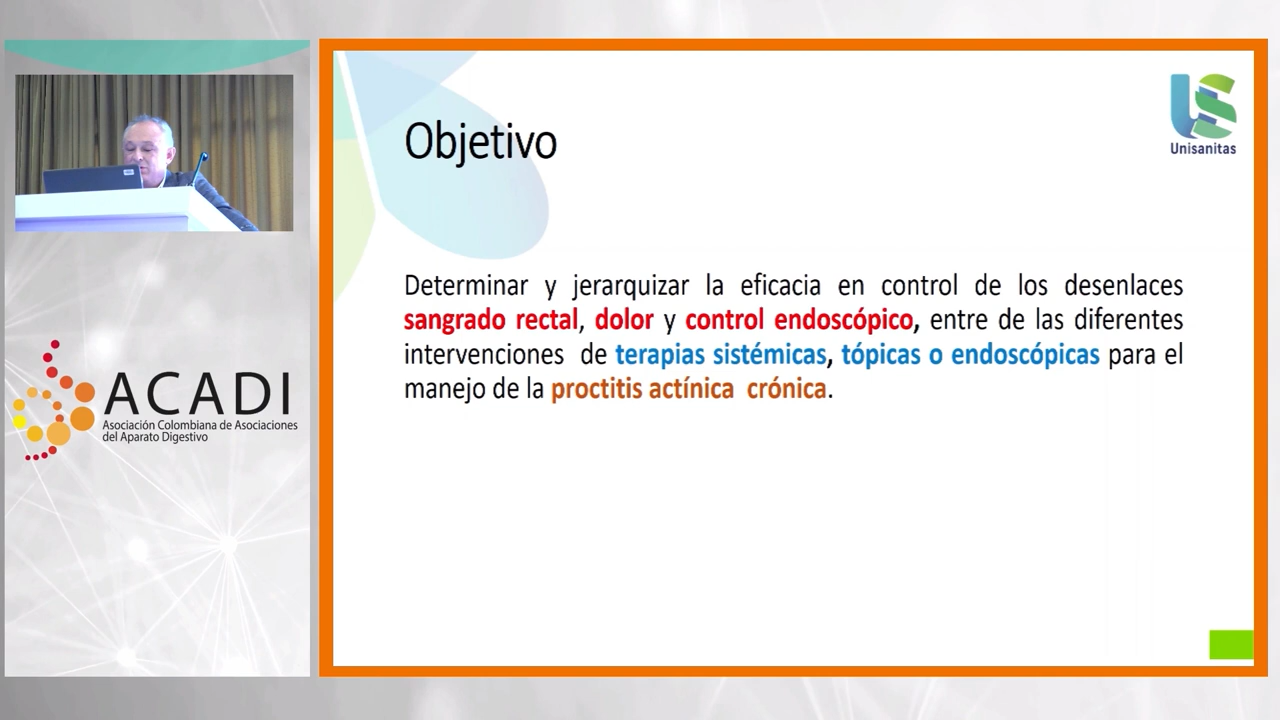 Objetivo
Unisanitas
Determinar y jerarquizar la eficacia en control de los desenlaces
sangrado rectal, dolor y control endoscópico, entre de las diferentes
intervenciones de terapias sistémicas, tópicas o endoscópicas para el
manejo de la proctitis actínica crónica.
ACADI
Asociación Colombiana de Asociaciones
del Aparato Digestivo